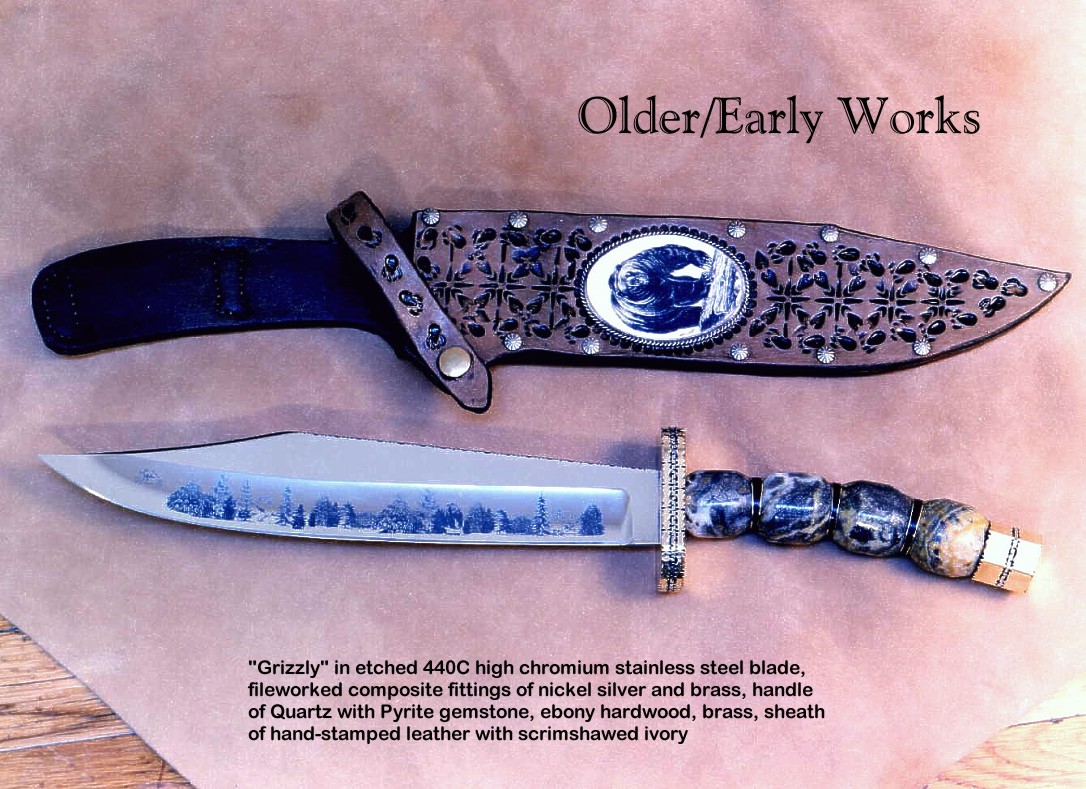 Older/Early Works
"Grizzly" in etched 440C high chromium stainless steel blade,
fileworked composite fittings of nickel silver and brass, handle
of Quartz with Pyrite gemstone, ebony hardwood, brass, sheath
of hand-stamped leather with scrimshawed ivory